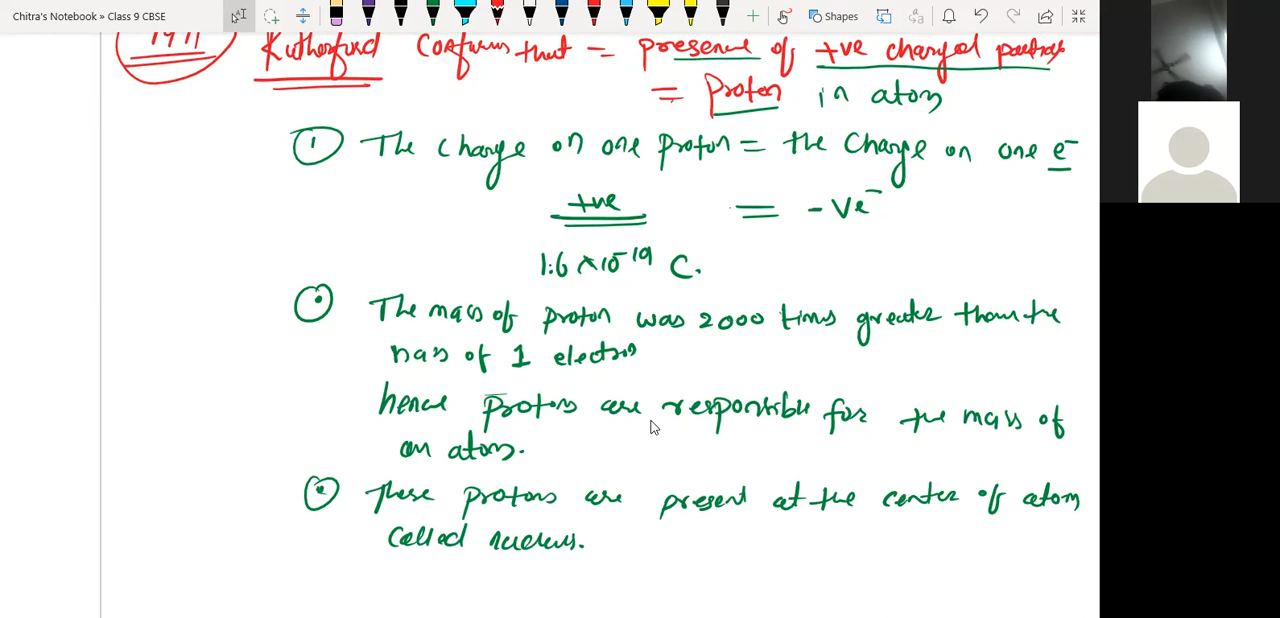 Chitra's Notebook » Class 9 CBSE
Shapes
1911 Rutherford Confirms that = presence of +ve charged particles
= Proton in atom
1 The charge on one proton = the charge on one e-
+ve = -ve-
1.6 × 10-19 C.
The mass of proton was 2000 times greater than the
mass of 1 electron
hence protons are responsible for the mass of
an atom.
These protons are present at the center of atom
called nucleus.